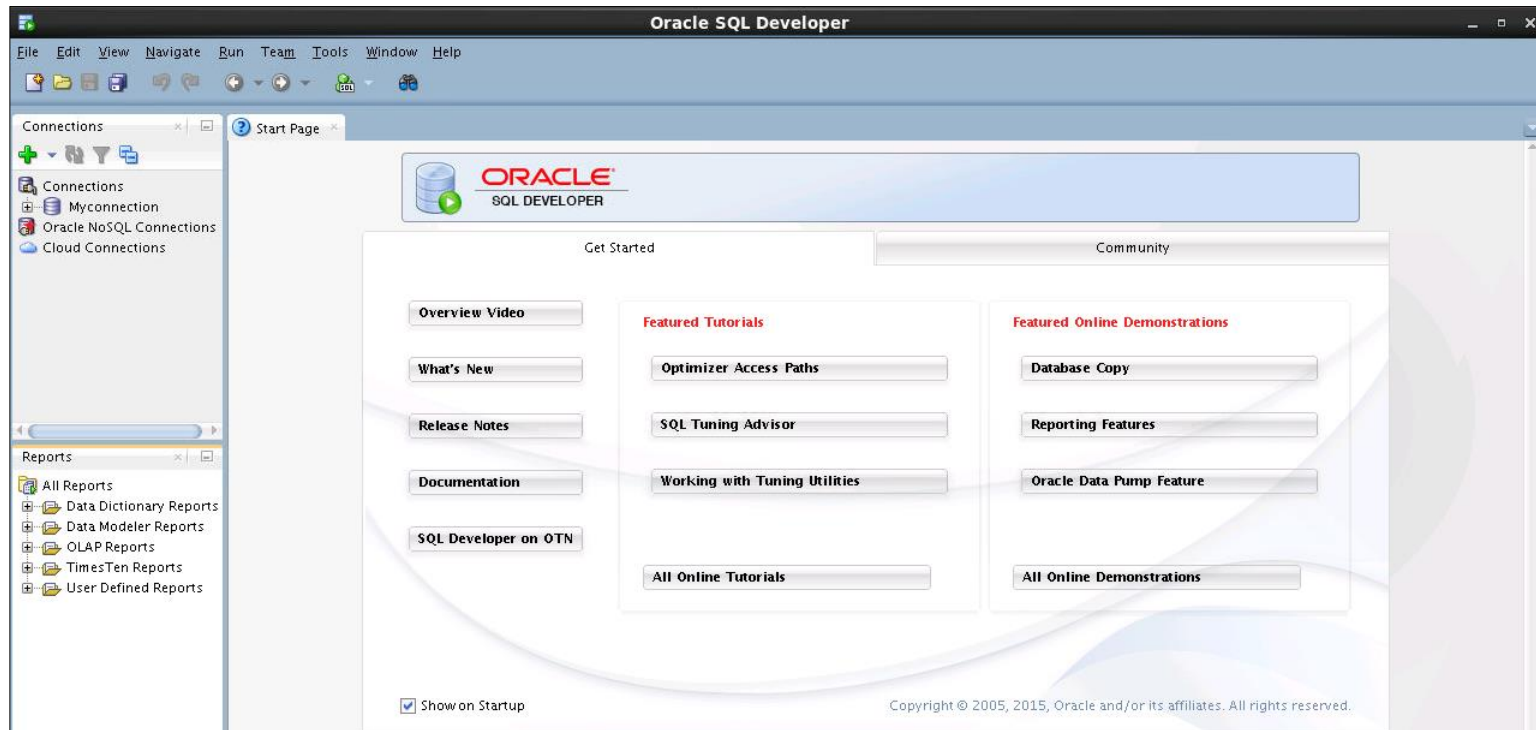 Oracle SQL Developer
File Edit View Navigate Run Team Tools Window Help
SQL
Connections
Connections
Myconnection
Oracle NoSQL Connections
Cloud Connections
Reports
All Reports
Data Dictionary Reports
Data Modeler Reports
OLAP Reports
TimesTen Reports
User Defined Reports
Start Page
ORACLE
SQL DEVELOPER
Get Started
Community
Overview Video
What's New
Release Notes
Documentation
SQL Developer on OTN
Featured Tutorials
Optimizer Access Paths
SQL Tuning Advisor
Working with Tuning Utilities
All Online Tutorials
Featured Online Demonstrations
Database Copy
Reporting Features
Oracle Data Pump Feature
All Online Demonstrations
Show on Startup
Copyright © 2005, 2015, Oracle and/or its affiliates. All rights reserved.